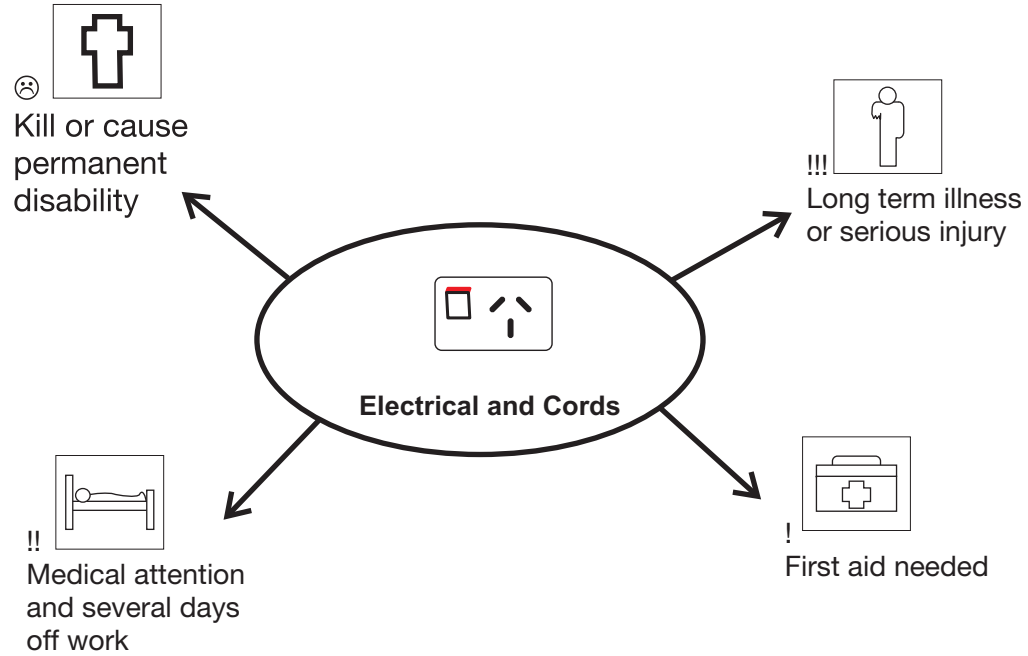 ☹
Kill or cause
permanent
disability
!!!
Long term illness
or serious injury
Electrical and Cords
!!
Medical attention
and several days
off work
!
First aid needed